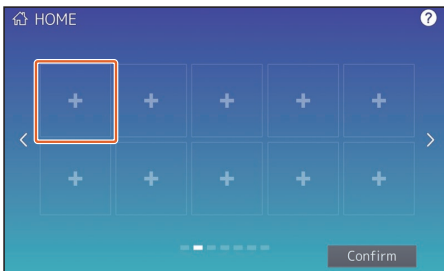 HOME
?
+ + + + +
< >
+ + + + +
Confirm